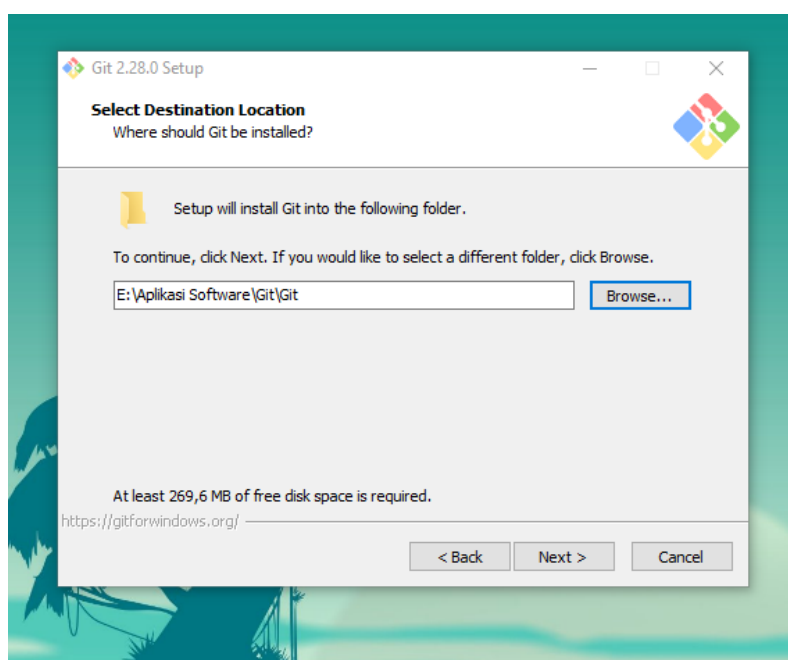 Git 2.28.0 Setup
Select Destination Location
Where should Git be installed?
Setup will install Git into the following folder.
To continue, click Next. If you would like to select a different folder, click Browse.
E:\Aplikasi Software\Git\Git
Browse...
At least 269,6 MB of free disk space is required.
https://gitforwindows.org/
< Back
Next >
Cancel